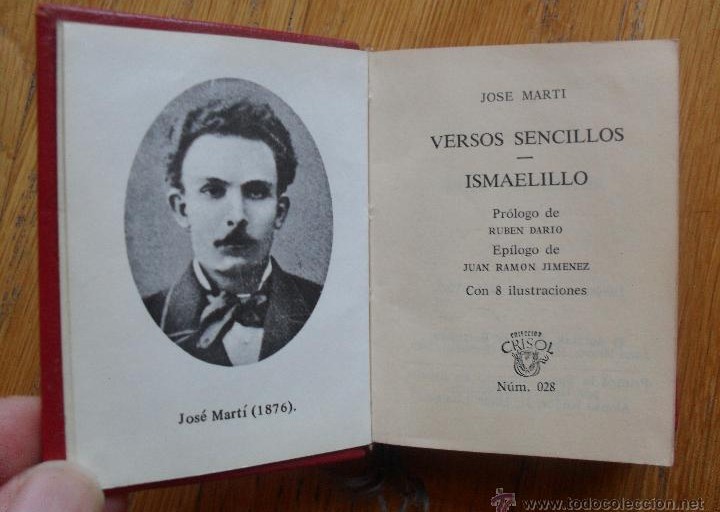 José Martí (1876).
JOSE MARTI
VERSOS SENCILLOS
—
ISMAELILLO
Prólogo de
RUBEN DARIO
Epílogo de
JUAN RAMON JIMENEZ
Con 8 ilustraciones
COLECCION
CRISOL
Núm. 028
www.todocoleccion.net